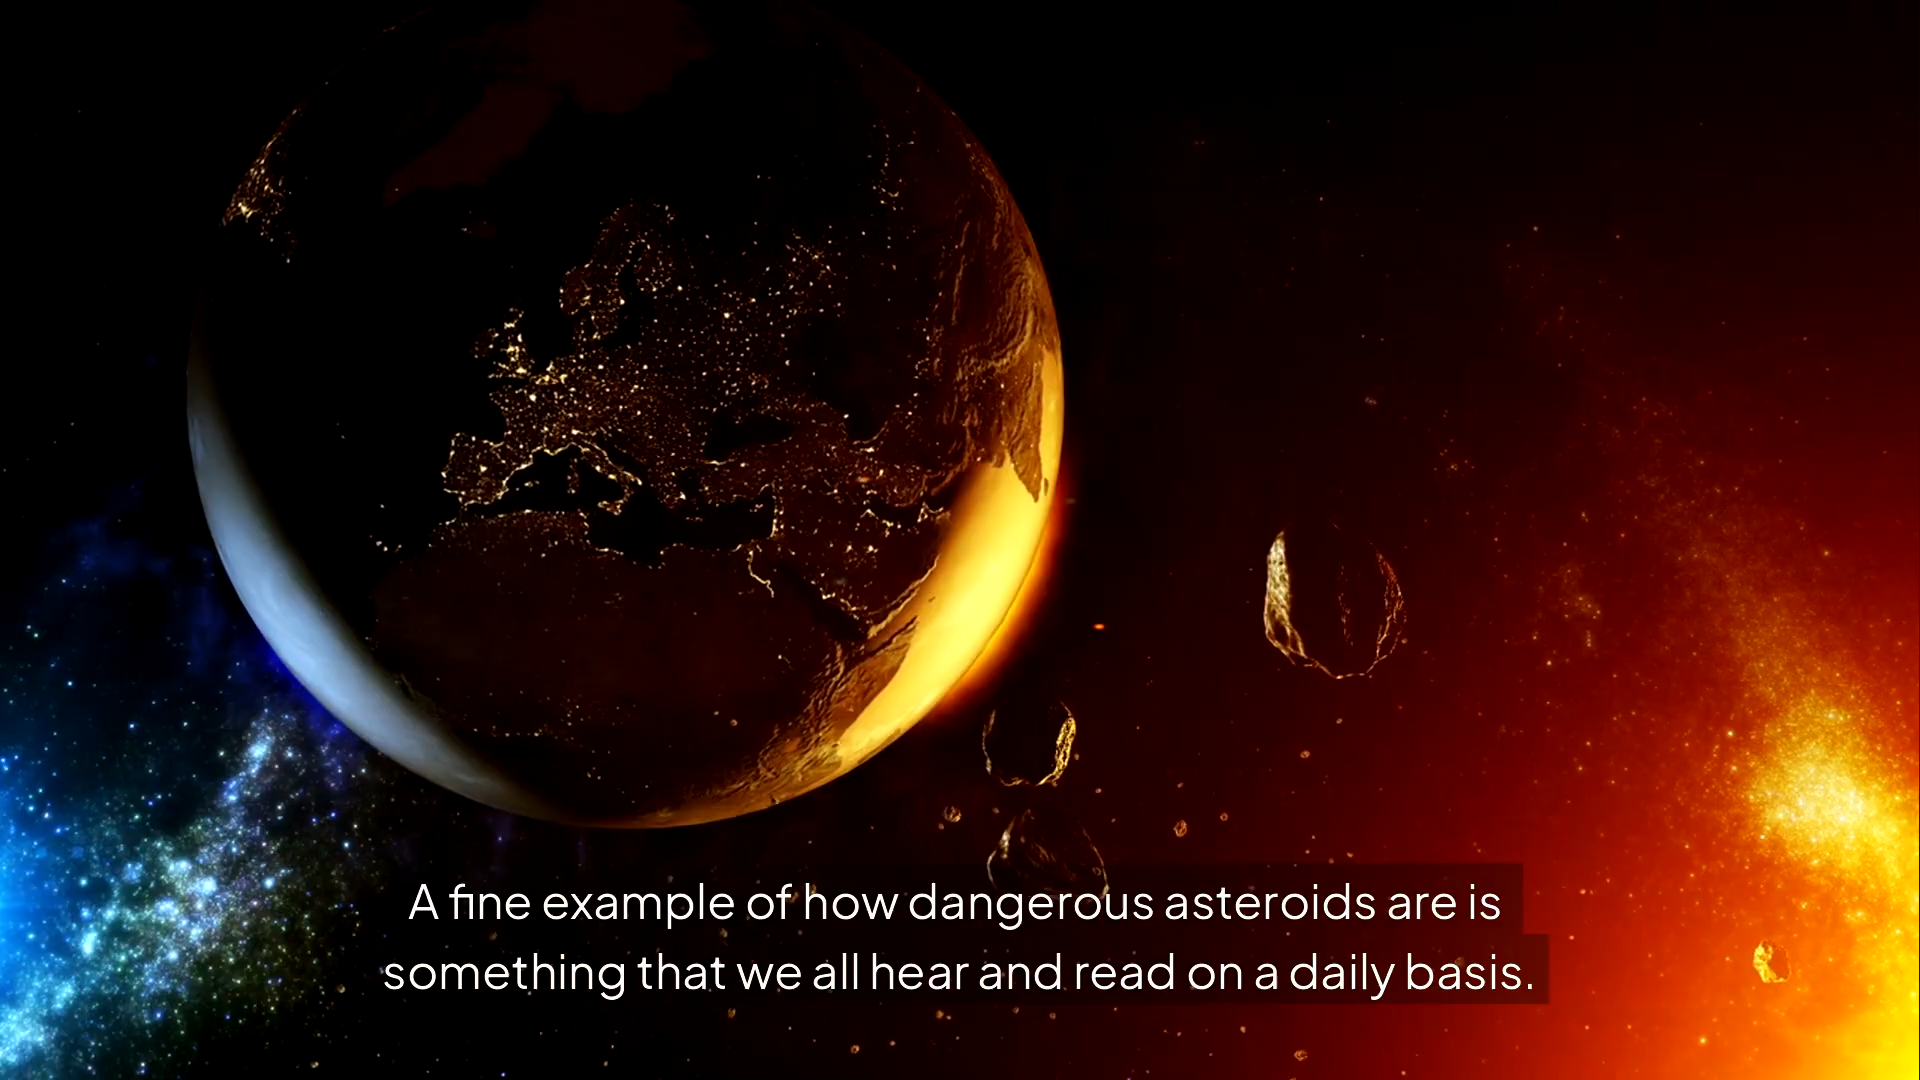 A fine example of how dangerous asteroids are is
something that we all hear and read on a daily basis.